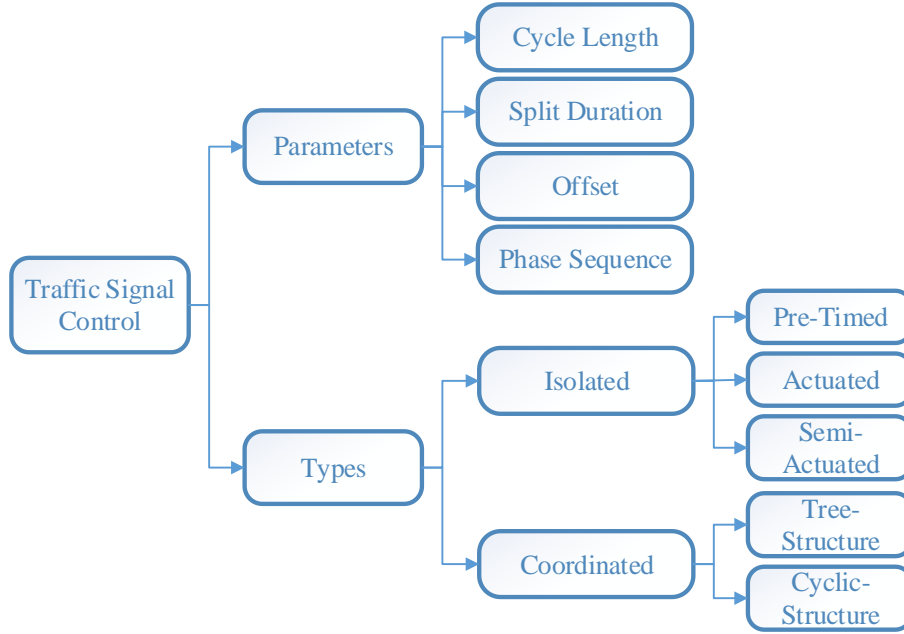 Traffic Signal
Control
Parameters
Cycle Length
Split Duration
Offset
Phase Sequence
Types
Isolated
Pre-Timed
Actuated
Semi-
Actuated
Coordinated
Tree-
Structure
Cyclic-
Structure